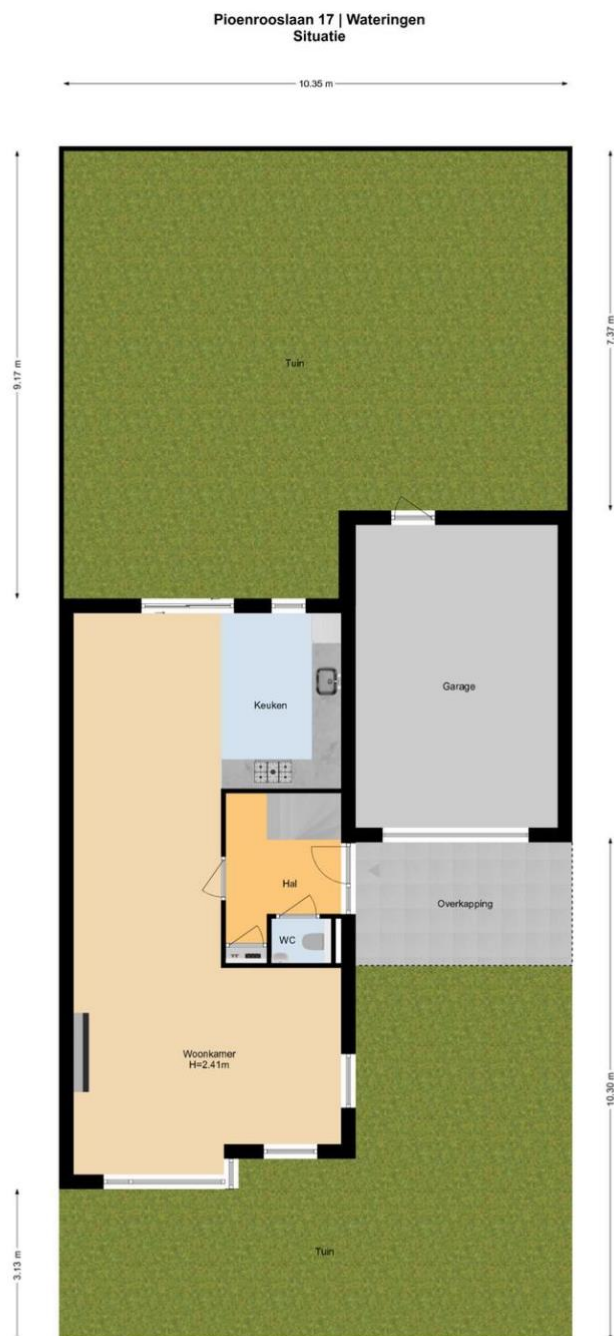 Pioenrooslaan 17 | Wateringen
Situatie
10.35 m
9.17 m
7.37 m
Tuin
Keuken
Garage
Hal
Overkapping
WC
Woonkamer
H=2.41m
10.30 m
3.13 m
Tuin